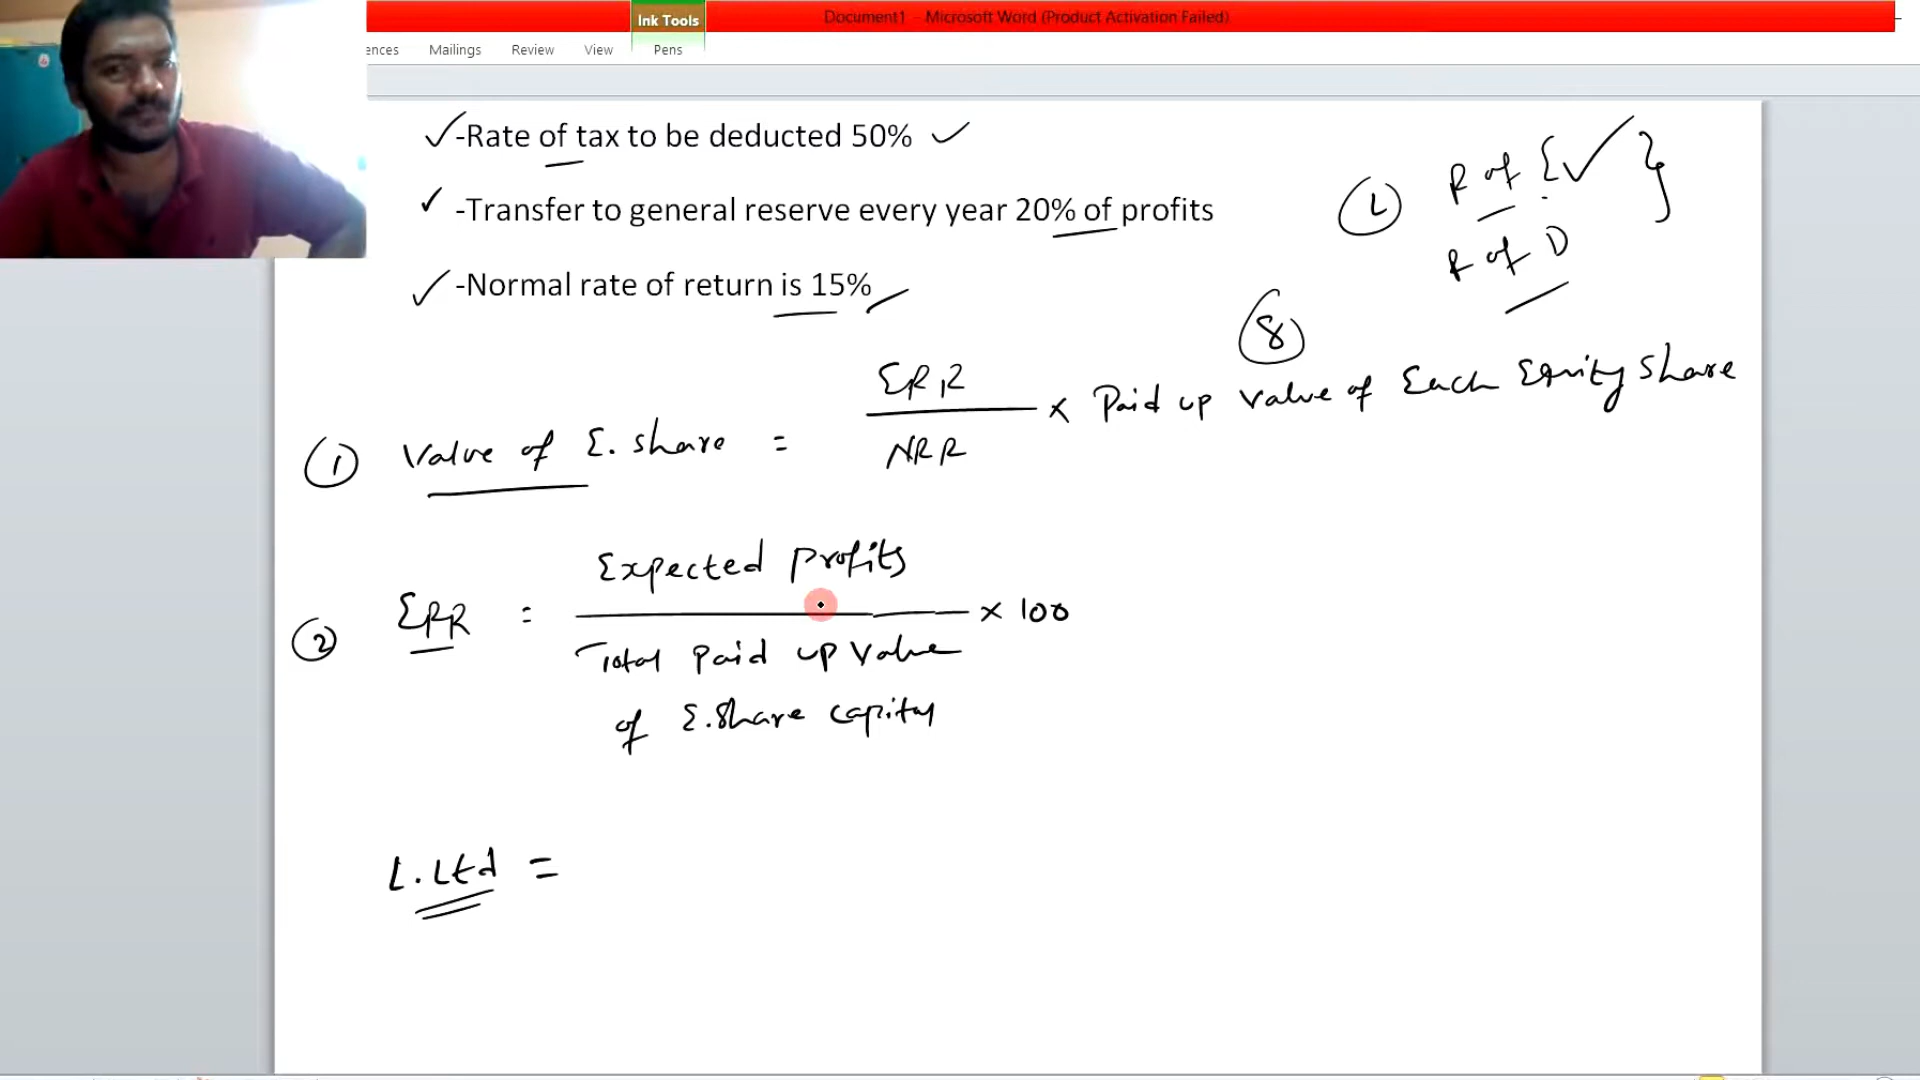 Ink Tools
Document1 - Microsoft Word (Product Activation Failed)
ences Mailings Review View Pens
-Rate of tax to be deducted 50%
-Transfer to general reserve every year 20% of profits
-Normal rate of return is 15%
L
R of { }
R of D
8
① Value of E. share = ERR / NRR × Paid up value of Each Equity Share
② ERR = Expected Profits / Total Paid up Value of E. Share capital × 100
L. Ltd =